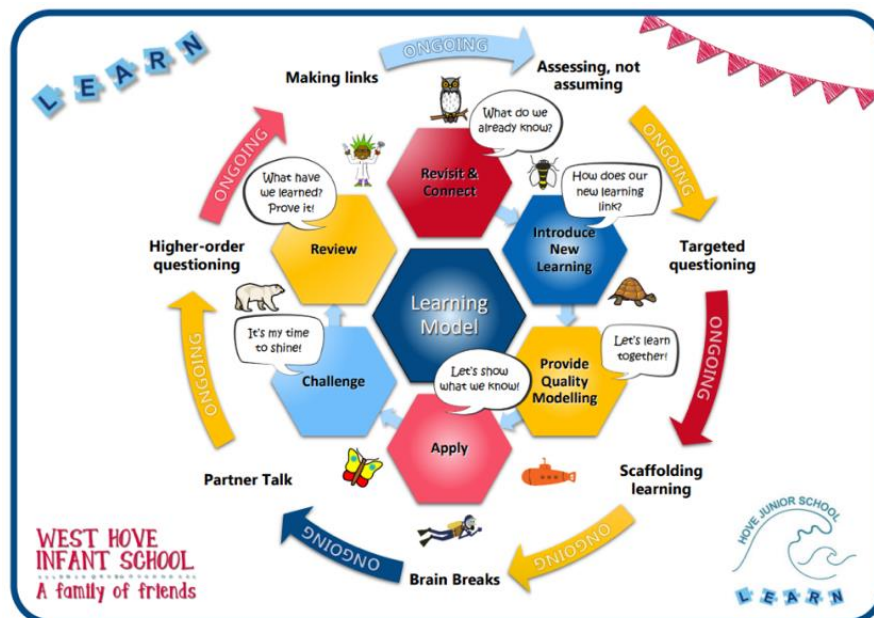 LEARN
ONGOING
Making links
Assessing, not
assuming
What do we
already know?
Revisit &
Connect
ONGOING
ONGOING
What have
we learned?
Prove it!
How does our
new learning
link?
Introduce
New
Learning
Review
Higher-order
questioning
Targeted
questioning
Learning
Model
It's my time
to shine!
Challenge
Let's show
what we know!
Let's learn
together!
Provide
Quality
Modelling
ONGOING
ONGOING
Apply
Partner Talk
Scaffolding
learning
ONGOING
ONGOING
Brain Breaks
WEST HOVE
INFANT SCHOOL
A family of friends
HOVE JUNIOR SCHOOL
LEARN